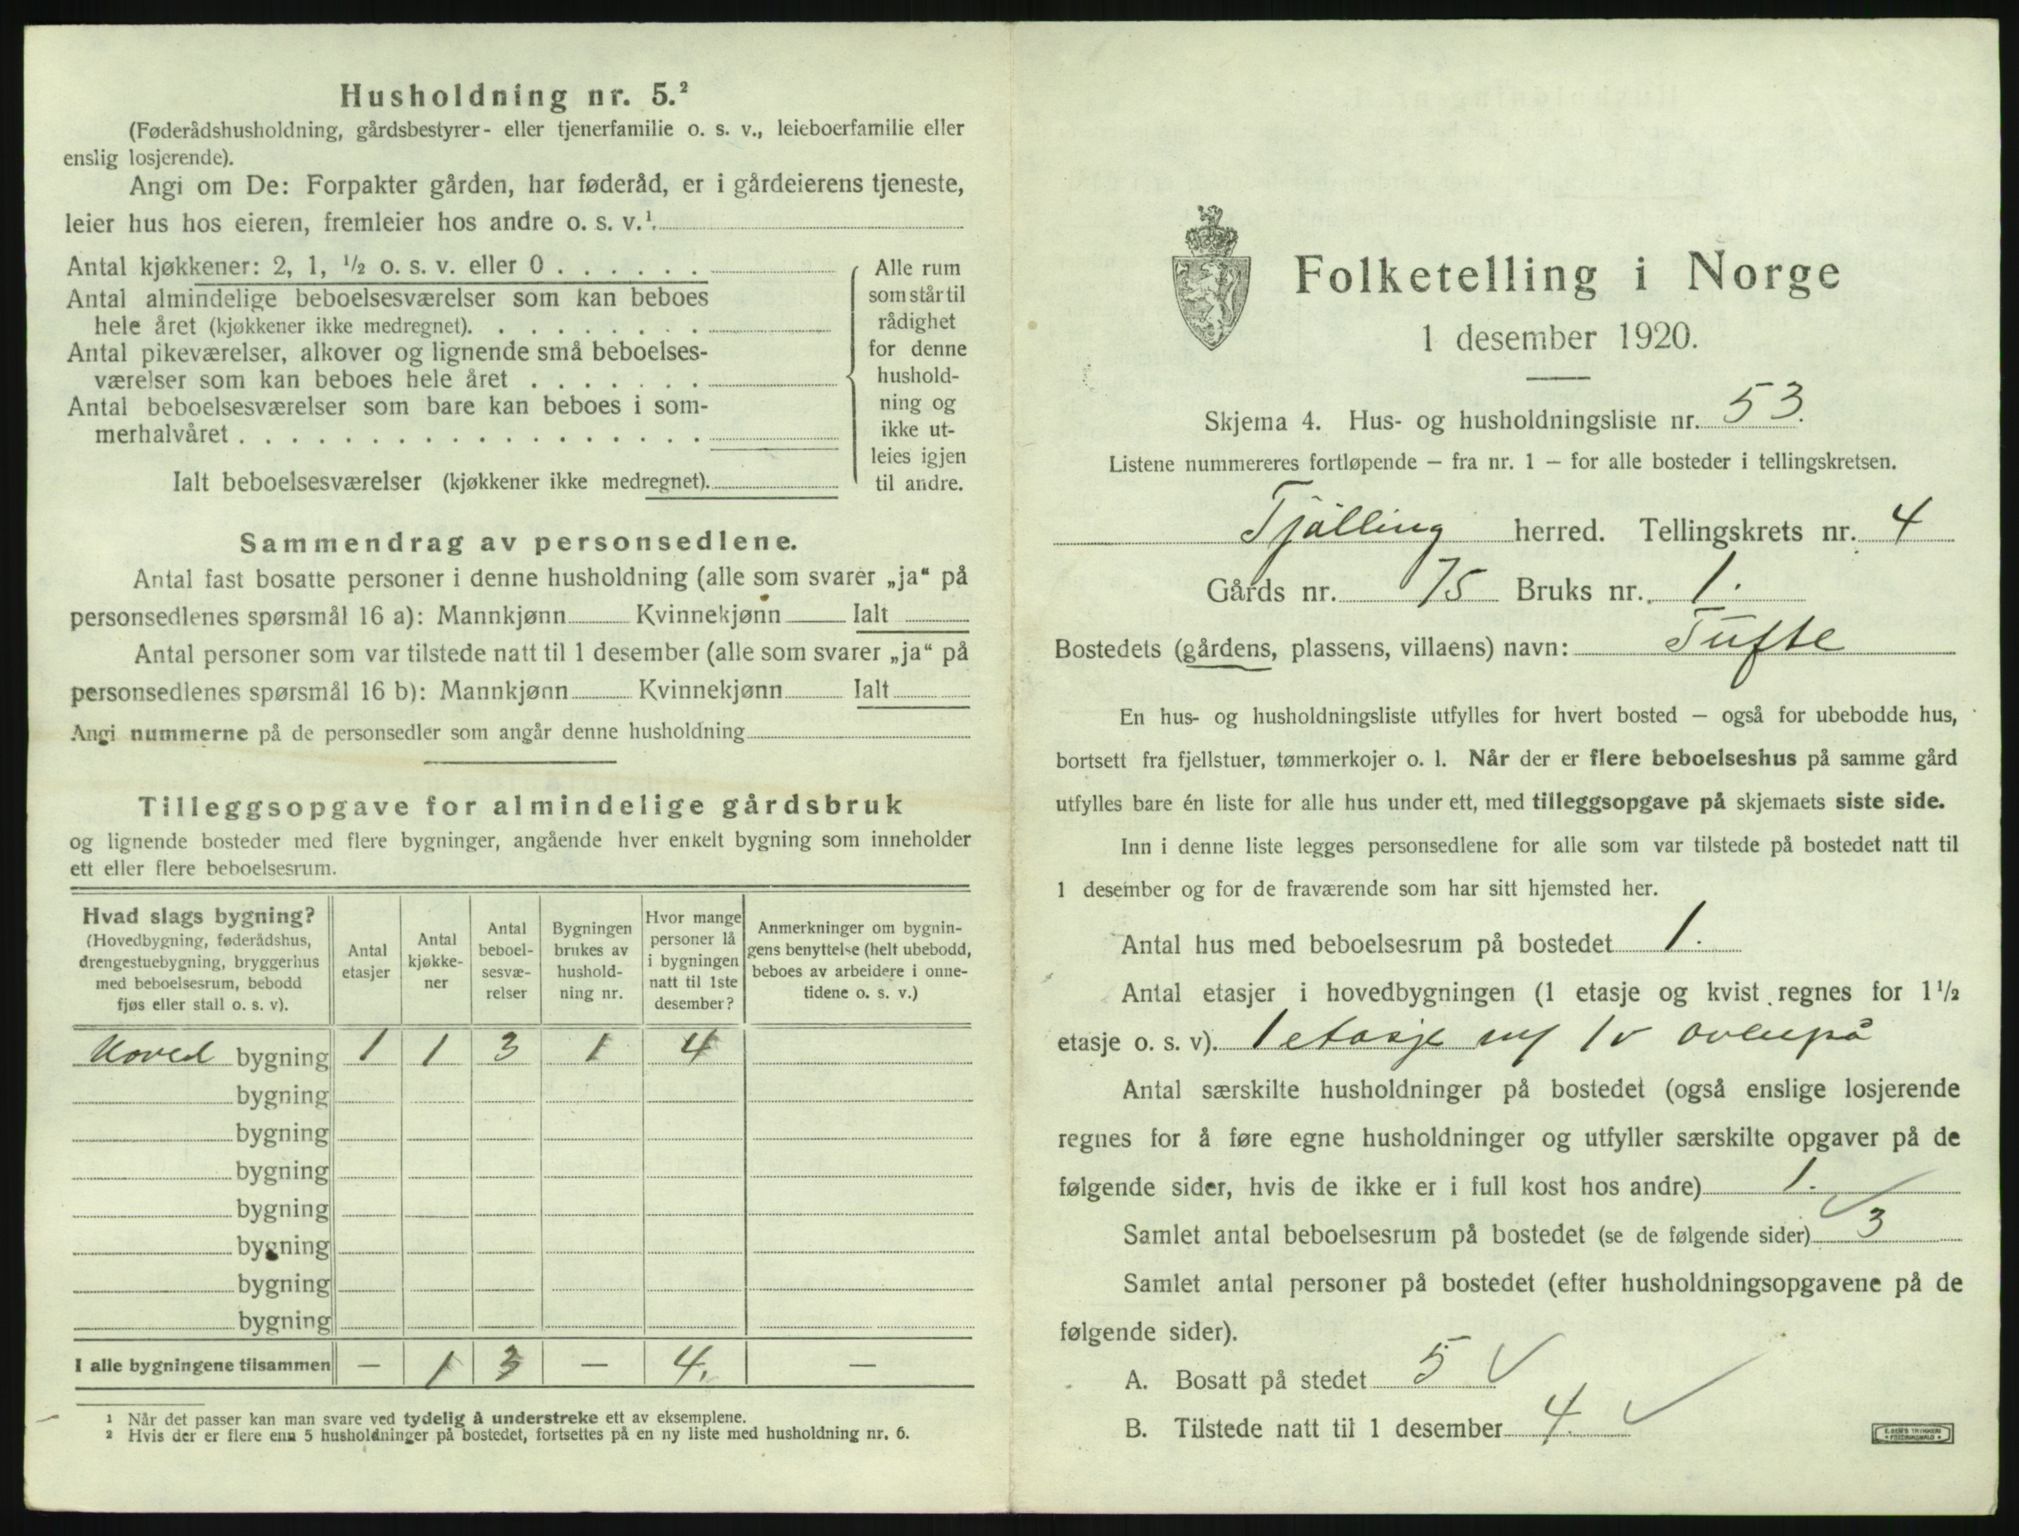 Husholdning nr. 5.²
(Føderådshusholdning, gårdsbestyrer- eller tjenerfamilie o. s. v., leieboerfamilie eller
enslig losjerende).
Angi om De: Forpakter gården, har føderåd, er i gårdeierens tjeneste,
leier hus hos eieren, fremleier hos andre o. s. v.¹.
Antal kjøkkener: 2, 1, ½ o. s. v. eller 0 . . . . . .
Antal almindelige beboelsesværelser som kan beboes
hele året (kjøkkener ikke medregnet). . . . . . . . .
Antal pikeværelser, alkover og lignende små beboelses-
værelser som kan beboes hele året . . . . . . .
Antal beboelsesværelser som bare kan beboes i som-
merhalvåret . . . . . . . . . . . . . . . . . .
Ialt beboelsesværelser (kjøkkener ikke medregnet).
Alle rum
som står til
rådighet
for denne
hushold-
ning og
ikke ut-
leies igjen
til andre.
Sammendrag av personsedlene.
Antal fast bosatte personer i denne husholdning (alle som svarer „ja“ på
personsedlenes spørsmål 16 a): Mannkjønn Kvinnekjønn Ialt
Antal personer som var tilstede natt til 1 desember (alle som svarer „ja“ på
personsedlenes spørsmål 16 b): Mannkjønn Kvinnekjønn Ialt
Angi nummerne på de personsedler som angår denne husholdning
Tilleggsopgave for almindelige gårdsbruk
og lignende bosteder med flere bygninger, angående hver enkelt bygning som inneholder
ett eller flere beboelsesrum.
Hvad slags bygning?
(Hovedbygning, føderådshus,
drengestuebygning, bryggerhus
med beboelsesrum, bebodd
fjøs eller stall o. s. v).
Antal
etasjer
Antal
kjøkke-
ner
Antal
beboel-
sesvæ-
relser
Bygningen
brukes av
hushold-
ning nr.
Hvor mange
personer lå
i bygningen
natt til 1ste
desember?
Anmerkninger om bygnin-
gens benyttelse (helt ubebodd,
beboes av arbeidere i onne-
tidene o. s. v.)
Hoved bygning 1 1 3 1 4
bygning
bygning
bygning
bygning
bygning
bygning
bygning
I alle bygningene tilsammen — 1 3 — 4. —
¹ Når det passer kan man svare ved tydelig å understreke ett av eksemplene.
² Hvis der er flere enn 5 husholdninger på bostedet, fortsettes på en ny liste med husholdning nr. 6.
Folketelling i Norge
1 desember 1920.
Skjema 4. Hus- og husholdningsliste nr. 53.
Listene nummereres fortløpende — fra nr. 1 — for alle bosteder i tellingskretsen.
Tjølling herred. Tellingskrets nr. 4
Gårds nr. 75 Bruks nr. 1.
Bostedets (gårdens, plassens, villaens) navn: Tufte
En hus- og husholdningsliste utfylles for hvert bosted — også for ubebodde hus,
bortsett fra fjellstuer, tømmerkojer o. l. Når der er flere beboelseshus på samme gård
utfylles bare én liste for alle hus under ett, med tilleggsopgave på skjemaets siste side.
Inn i denne liste legges personsedlene for alle som var tilstede på bostedet natt til
1 desember og for de fraværende som har sitt hjemsted her.
Antal hus med beboelsesrum på bostedet 1.
Antal etasjer i hovedbygningen (1 etasje og kvist regnes for 1½
etasje o. s. v). 1 etasje m/ 1 v ovenpå
Antal særskilte husholdninger på bostedet (også enslige losjerende
regnes for å føre egne husholdninger og utfyller særskilte opgaver på de
følgende sider, hvis de ikke er i full kost hos andre) 1.
Samlet antal beboelsesrum på bostedet (se de følgende sider) 3
Samlet antal personer på bostedet (efter husholdningsopgavene på de
følgende sider).
A. Bosatt på stedet 5 ✓
B. Tilstede natt til 1 desember 4. ✓